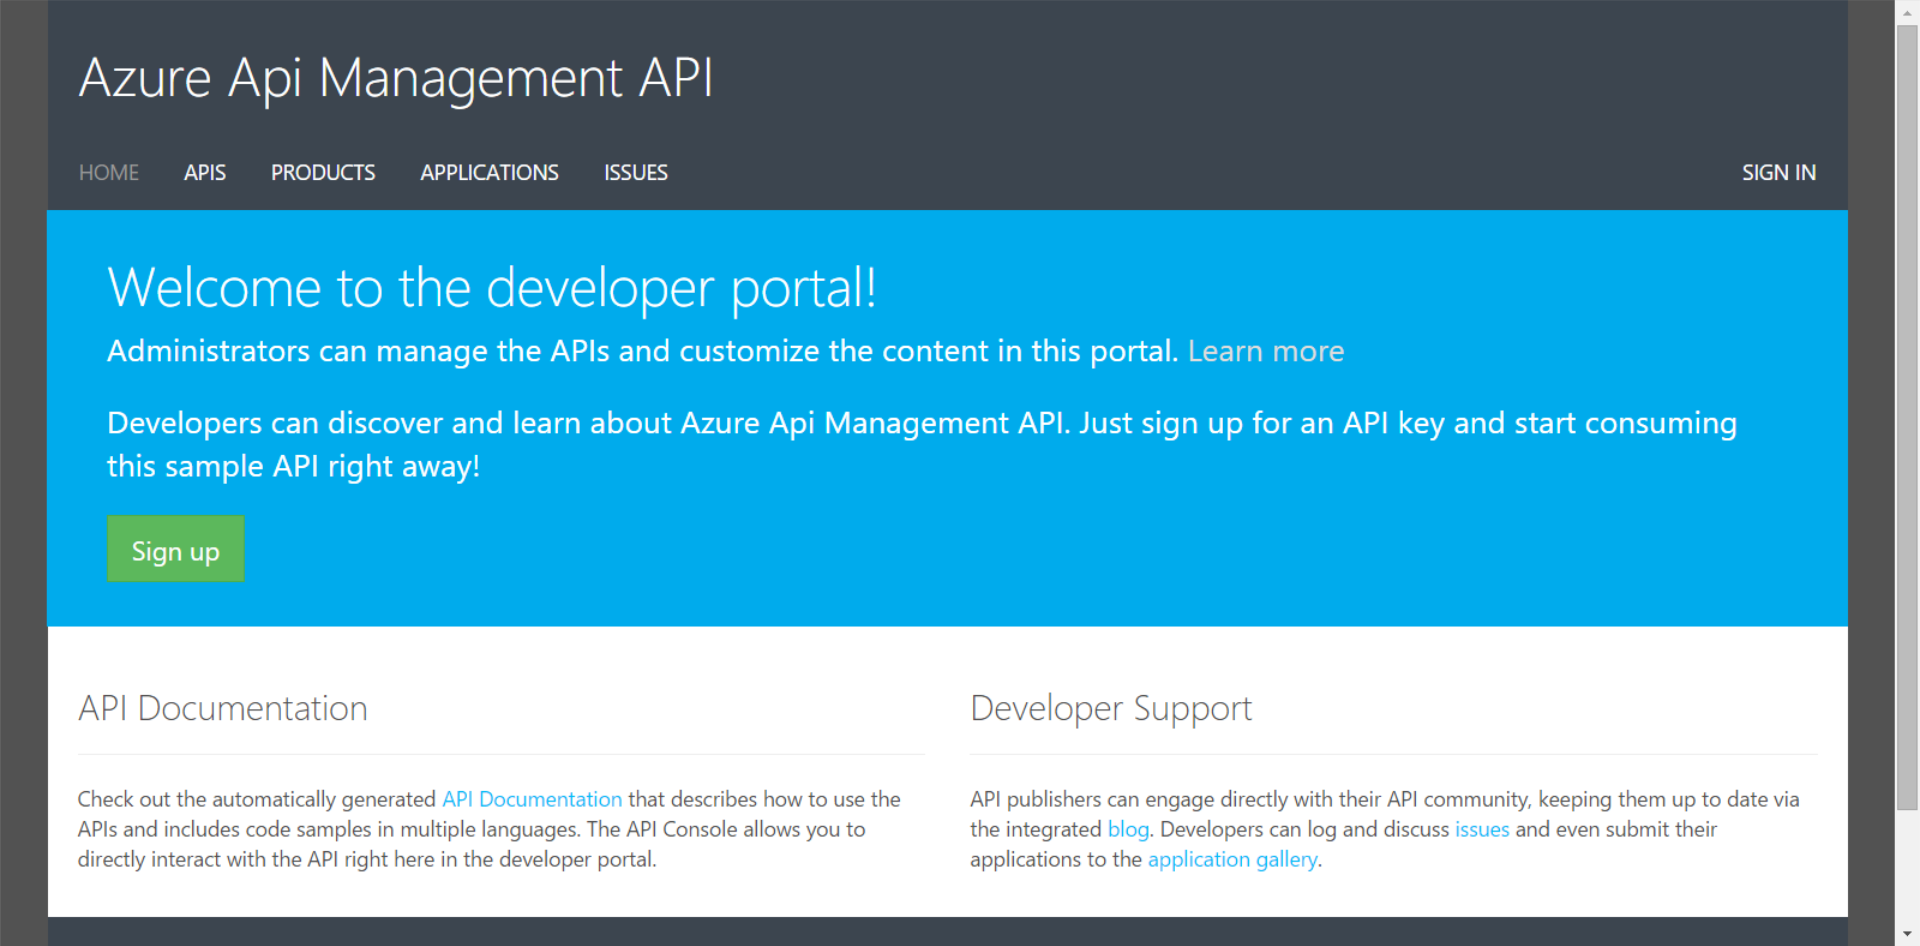 Azure Api Management API
HOME APIS PRODUCTS APPLICATIONS ISSUES SIGN IN
Welcome to the developer portal!
Administrators can manage the APIs and customize the content in this portal. Learn more
Developers can discover and learn about Azure Api Management API. Just sign up for an API key and start consuming
this sample API right away!
Sign up
API Documentation
Check out the automatically generated API Documentation that describes how to use the
APIs and includes code samples in multiple languages. The API Console allows you to
directly interact with the API right here in the developer portal.
Developer Support
API publishers can engage directly with their API community, keeping them up to date via
the integrated blog. Developers can log and discuss issues and even submit their
applications to the application gallery.